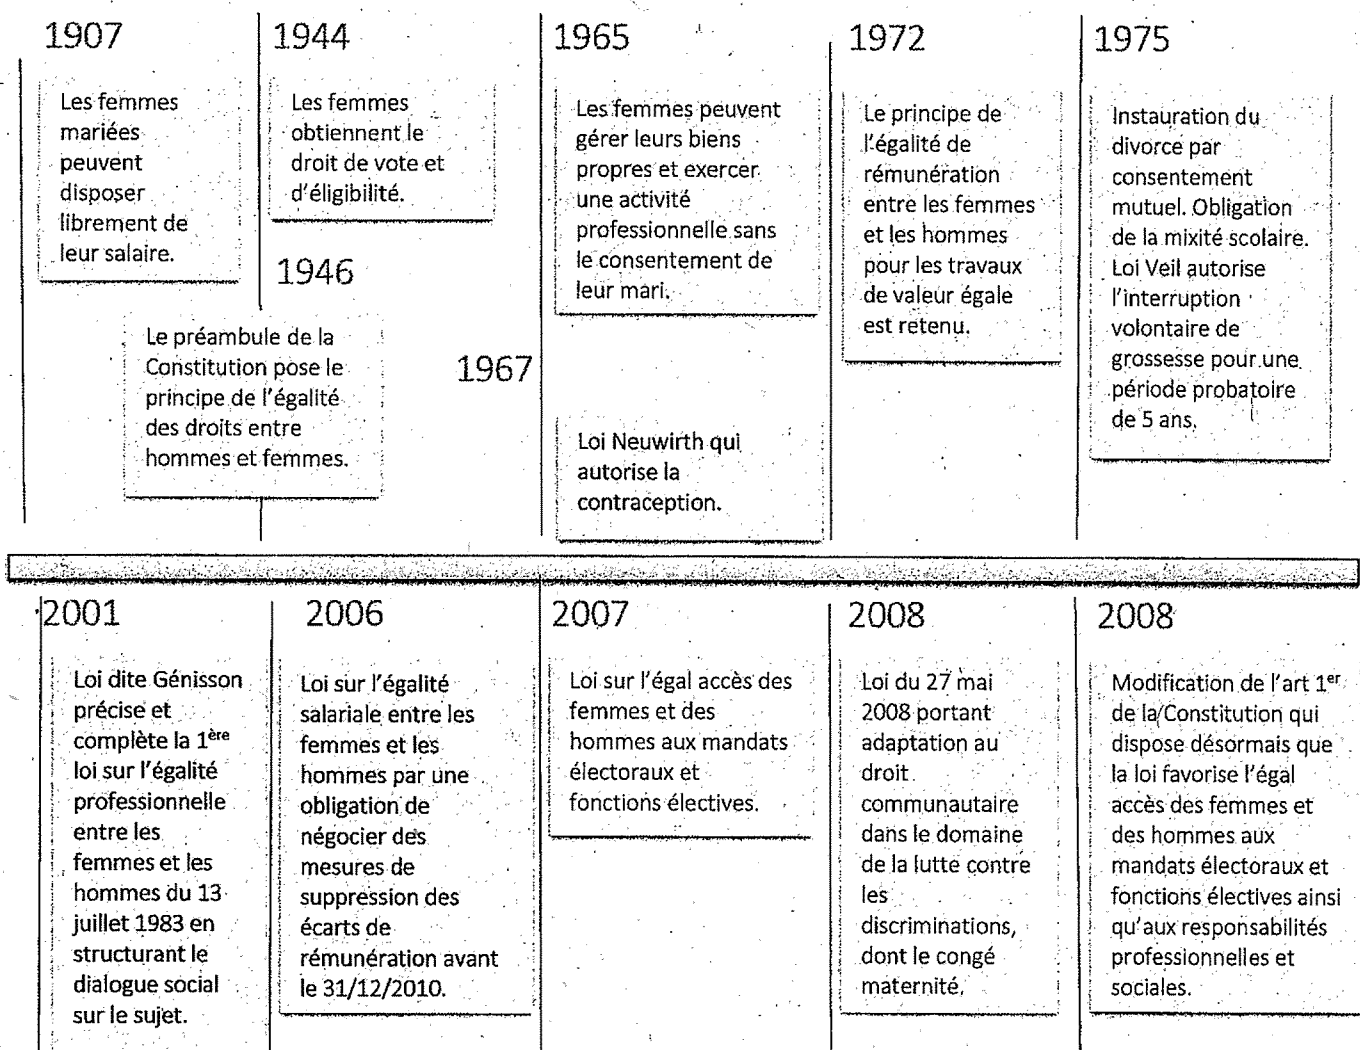 1907
Les femmes
mariées
peuvent
disposer
librement de
leur salaire.
1944
Les femmes
obtiennent le
droit de vote et
d'éligibilité.
1946
Le préambule de la
Constitution pose le
principe de l'égalité
des droits entre
hommes et femmes.
1965
Les femmes peuvent
gérer leurs biens
propres et exercer
une activité
professionnelle sans
le consentement de
leur mari.
1967
Loi Neuwirth qui
autorise la
contraception.
1972
Le principe de
l'égalité de
rémunération
entre les femmes
et les hommes
pour les travaux
de valeur égale
est retenu.
1975
Instauration du
divorce par
consentement
mutuel. Obligation
de la mixité scolaire.
Loi Veil autorise
l'interruption
volontaire de
grossesse pour une
période probatoire
de 5 ans.
2001
Loi dite Génisson
précise et
complète la 1ère
loi sur l'égalité
professionnelle
entre les
femmes et les
hommes du 13
juillet 1983 en
structurant le
dialogue social
sur le sujet.
2006
Loi sur l'égalité
salariale entre les
femmes et les
hommes par une
obligation de
négocier des
mesures de
suppression des
écarts de
rémunération avant
le 31/12/2010.
2007
Loi sur l'égal accès des
femmes et des
hommes aux mandats
électoraux et
fonctions électives.
2008
Loi du 27 mai
2008 portant
adaptation au
droit
communautaire
dans le domaine
de la lutte contre
les
discriminations,
dont le congé
maternité.
2008
Modification de l'art 1er
de la Constitution qui
dispose désormais que
la loi favorise l'égal
accès des femmes et
des hommes aux
mandats électoraux et
fonctions électives ainsi
qu'aux responsabilités
professionnelles et
sociales.